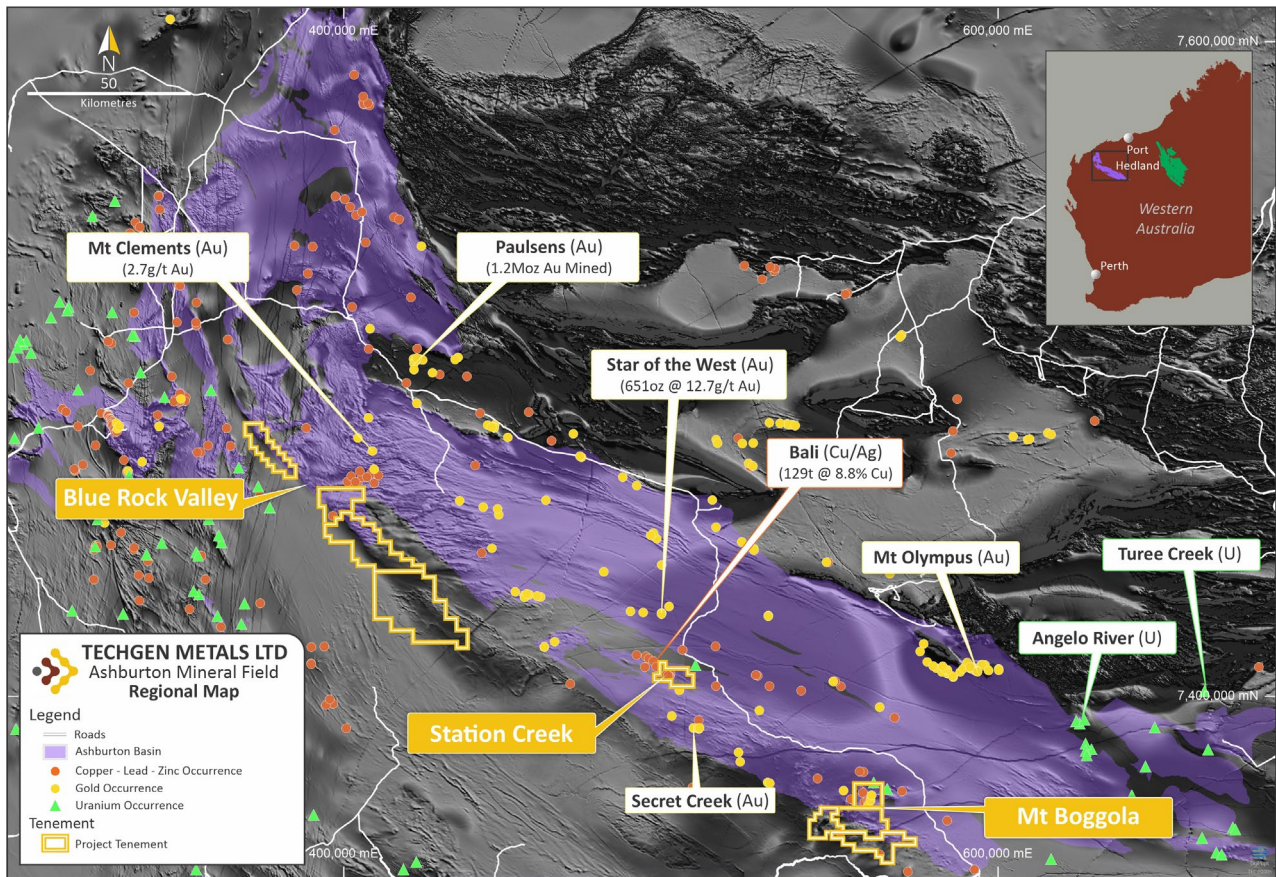 400,000 mE
600,000 mE
7,600,000 mN
N
50
Kilometres
Port
Hedland
Western
Australia
Perth
Mt Clements (Au)
(2.7g/t Au)
Paulsens (Au)
(1.2Moz Au Mined)
Star of the West (Au)
(651oz @ 12.7g/t Au)
Bali (Cu/Ag)
(129t @ 8.8% Cu)
Blue Rock Valley
Mt Olympus (Au)
Turee Creek (U)
Angelo River (U)
7,400,000 mN
Station Creek
Secret Creek (Au)
Mt Boggola
TECHGEN METALS LTD
Ashburton Mineral Field
Regional Map
Legend
Roads
Ashburton Basin
Copper - Lead - Zinc Occurrence
Gold Occurrence
Uranium Occurrence
Tenement
Project Tenement
400,000 mE
600,000 mE